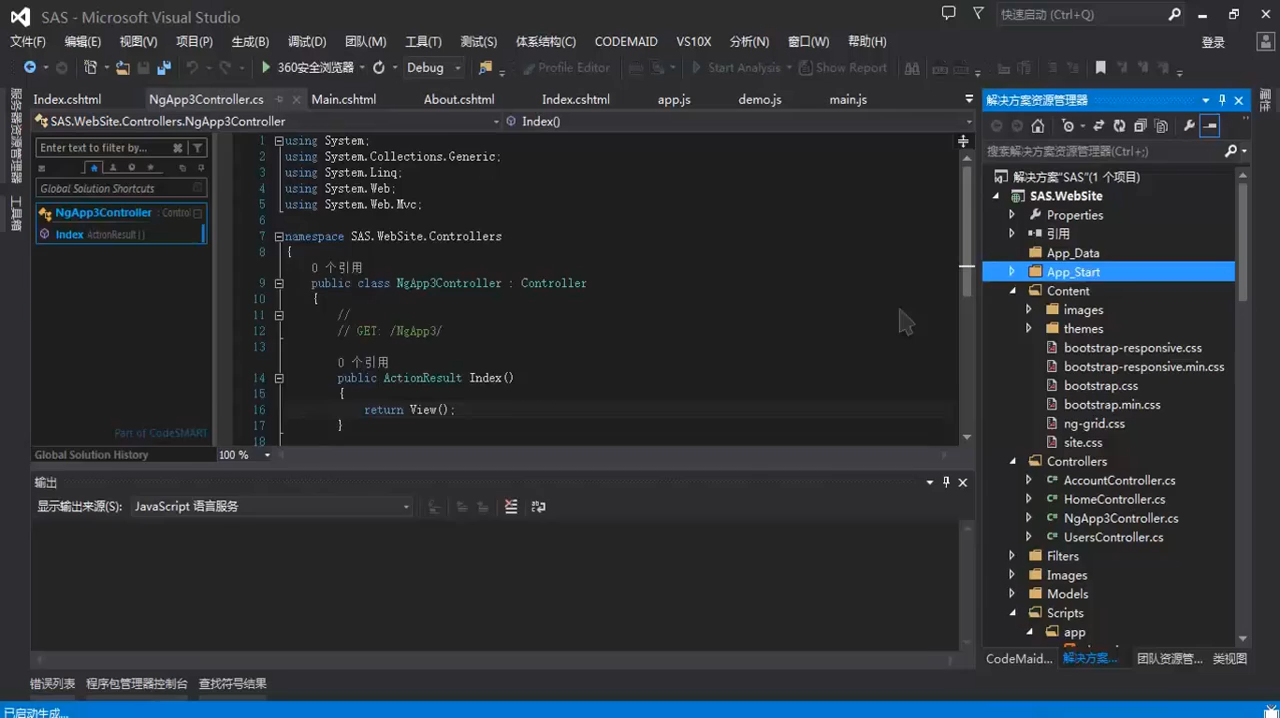 SAS - Microsoft Visual Studio
快速启动 (Ctrl+Q)
文件(F) 编辑(E) 视图(V) 项目(P) 生成(B) 调试(D) 团队(M) 工具(T) 测试(S) 体系结构(C) CODEMAID VS10X 分析(N) 窗口(W) 帮助(H) 登录
360安全浏览器 Debug Profile Editor Start Analysis Show Report
服务器资源管理器
工具箱
Index.cshtml NgApp3Controller.cs Main.cshtml About.cshtml Index.cshtml app.js demo.js main.js
SAS.WebSite.Controllers.NgApp3Controller Index()
Enter text to filter by...
Global Solution Shortcuts
NgApp3Controller : Control
Index ActionResult ()
Part of CodeSMART
Global Solution History
1 using System;
2 using System.Collections.Generic;
3 using System.Linq;
4 using System.Web;
5 using System.Web.Mvc;
6
7 namespace SAS.WebSite.Controllers
8 {
0 个引用
9 public class NgApp3Controller : Controller
10 {
11 //
12 // GET: /NgApp3/
13
0 个引用
14 public ActionResult Index()
15 {
16 return View();
17 }
18
100 %
输出
显示输出来源(S): JavaScript 语言服务
错误列表 程序包管理器控制台 查找符号结果
已启动生成...
解决方案资源管理器
搜索解决方案资源管理器(Ctrl+;)
解决方案"SAS"(1 个项目)
SAS.WebSite
Properties
引用
App_Data
App_Start
Content
images
themes
bootstrap-responsive.css
bootstrap-responsive.min.css
bootstrap.css
bootstrap.min.css
ng-grid.css
site.css
Controllers
AccountController.cs
HomeController.cs
NgApp3Controller.cs
UsersController.cs
Filters
Images
Models
Scripts
app
CodeMaid... 解决方案... 团队资源管... 类视图
属性